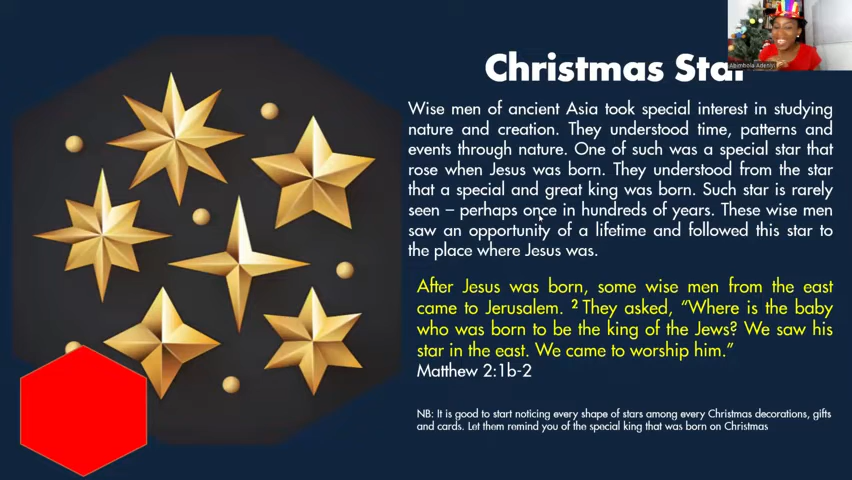 Christmas Star
Abimbola Adeniyi
Wise men of ancient Asia took special interest in studying
nature and creation. They understood time, patterns and
events through nature. One of such was a special star that
rose when Jesus was born. They understood from the star
that a special and great king was born. Such star is rarely
seen – perhaps once in hundreds of years. These wise men
saw an opportunity of a lifetime and followed this star to
the place where Jesus was.
After Jesus was born, some wise men from the east
came to Jerusalem. ² They asked, “Where is the baby
who was born to be the king of the Jews? We saw his
star in the east. We came to worship him.”
Matthew 2:1b-2
NB: It is good to start noticing every shape of stars among every Christmas decorations, gifts
and cards. Let them remind you of the special king that was born on Christmas